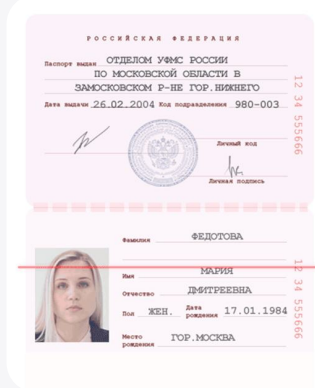 РОССИЙСКАЯ ФЕДЕРАЦИЯ
Паспорт выдан ОТДЕЛОМ УФМС РОССИИ
ПО МОСКОВСКОЙ ОБЛАСТИ В
ЗАМОСКОВСКОМ Р-НЕ ГОР.НИЖНЕГО
Дата выдачи 26.02.2004 Код подразделения 980-003
Личный код
Личная подпись
12 34 555666
Фамилия ФЕДОТОВА
Имя МАРИЯ
Отчество ДМИТРЕЕВНА
Пол ЖЕН. Дата рождения 17.01.1984
Место рождения ГОР.МОСКВА
12 34 555666